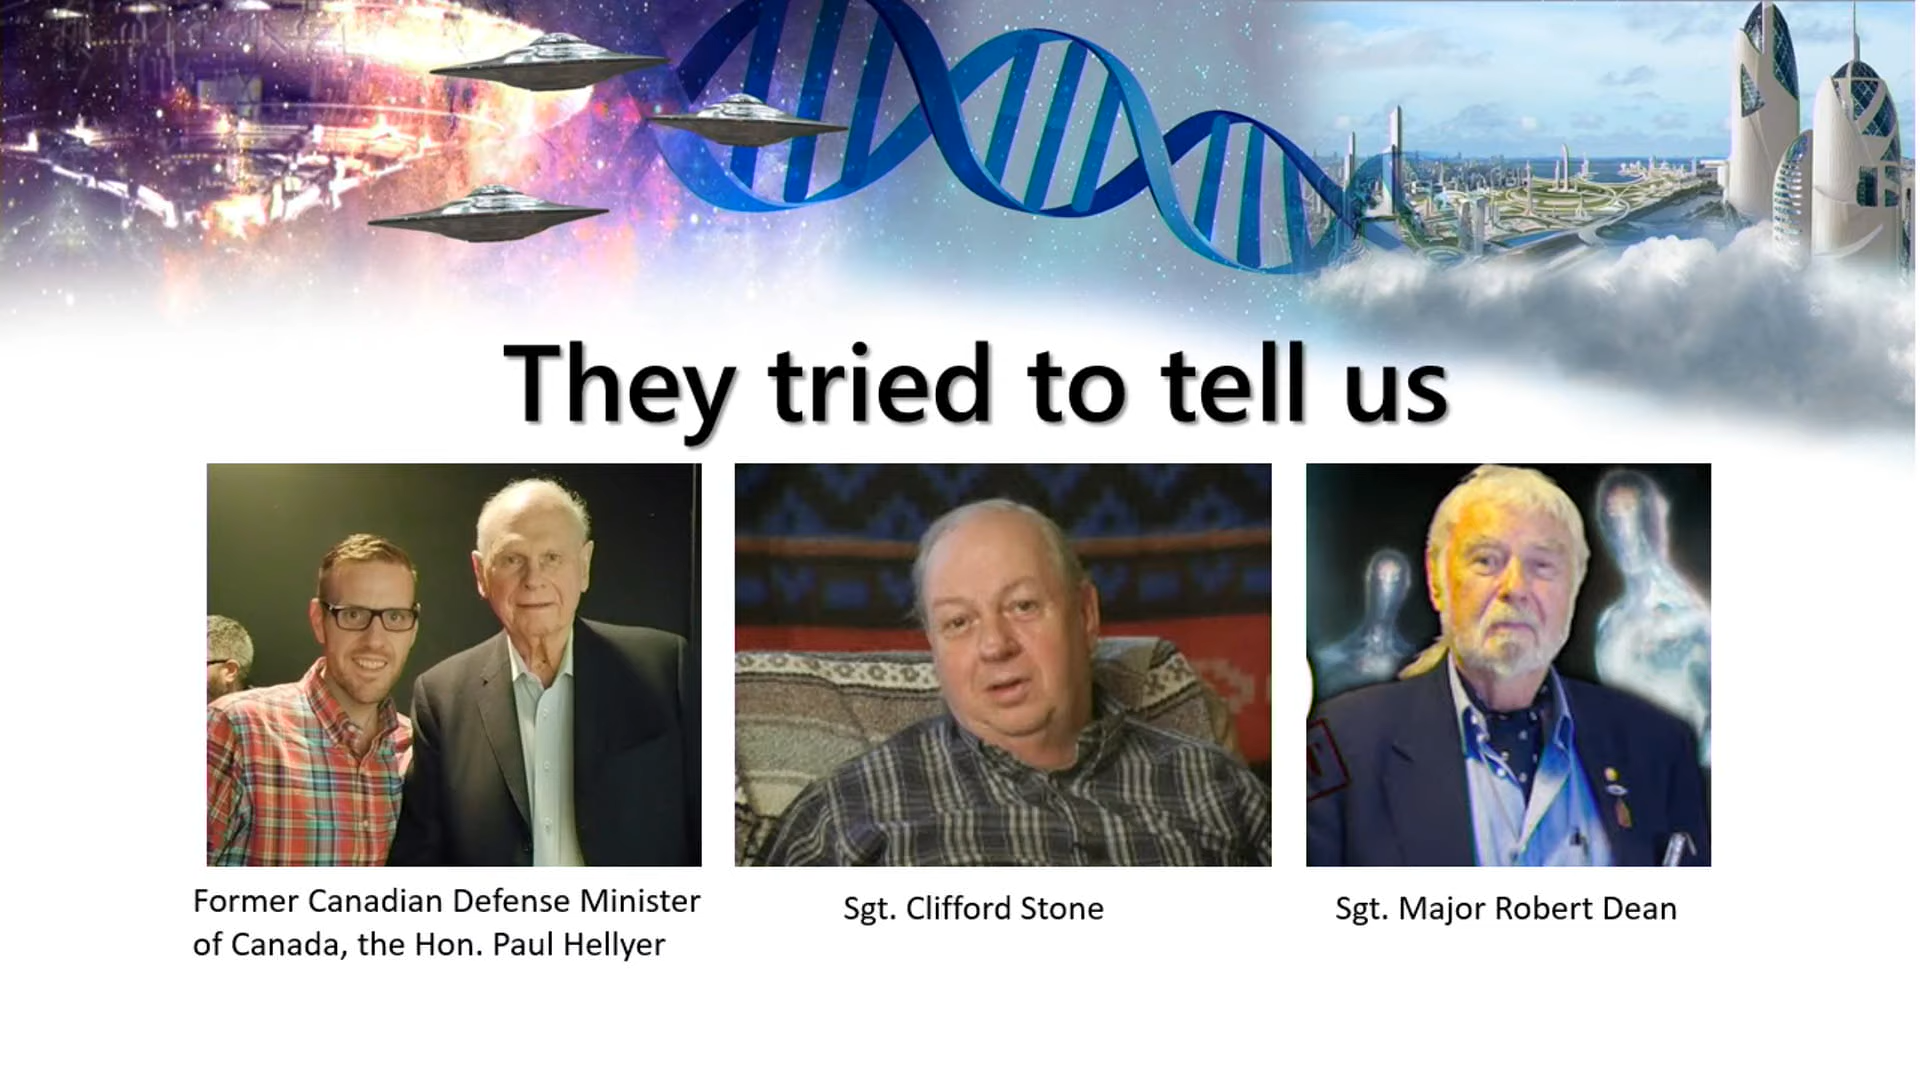 They tried to tell us
Former Canadian Defense Minister
of Canada, the Hon. Paul Hellyer
Sgt. Clifford Stone
Sgt. Major Robert Dean